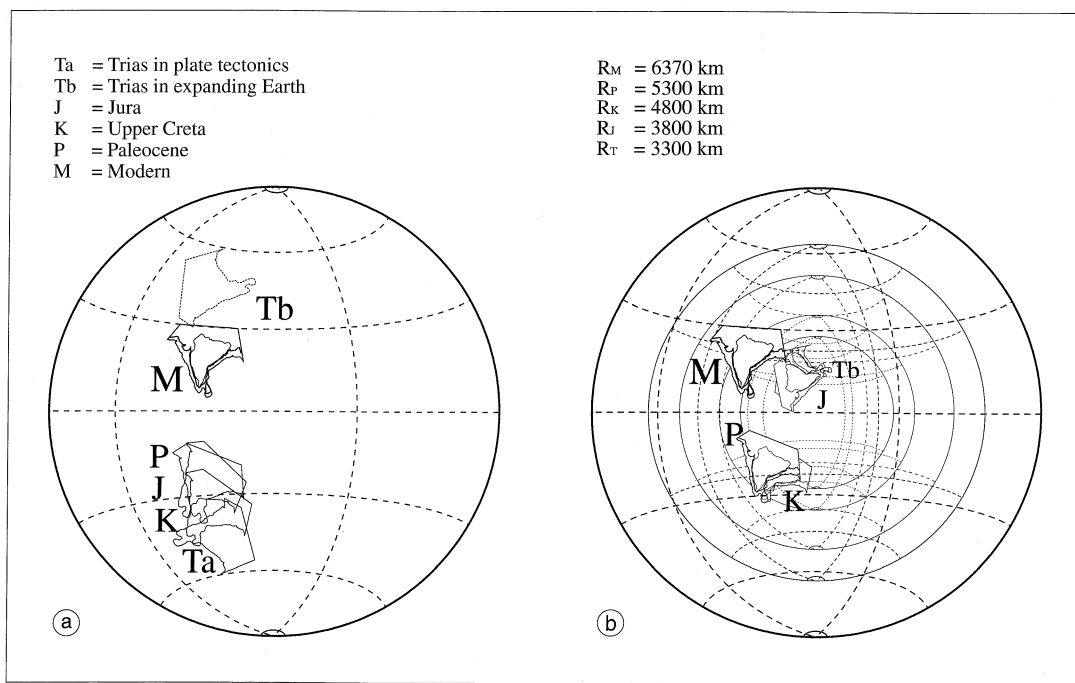 Ta = Trias in plate tectonics
Tb = Trias in expanding Earth
J = Jura
K = Upper Creta
P = Paleocene
M = Modern
RM = 6370 km
RP = 5300 km
RK = 4800 km
RJ = 3800 km
RT = 3300 km
Tb
M
P
J
K
Ta
a
M
Tb
J
P
K
b